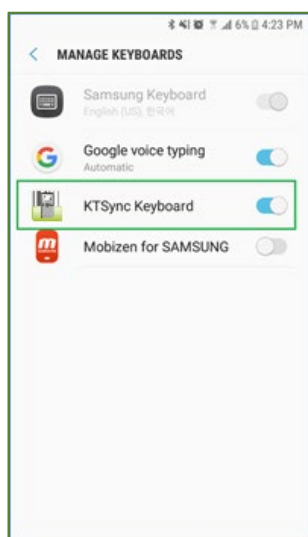 6% 4:23 PM
< MANAGE KEYBOARDS
Samsung Keyboard
English (US), 한국어
Google voice typing
Automatic
KTSync Keyboard
Mobizen for SAMSUNG